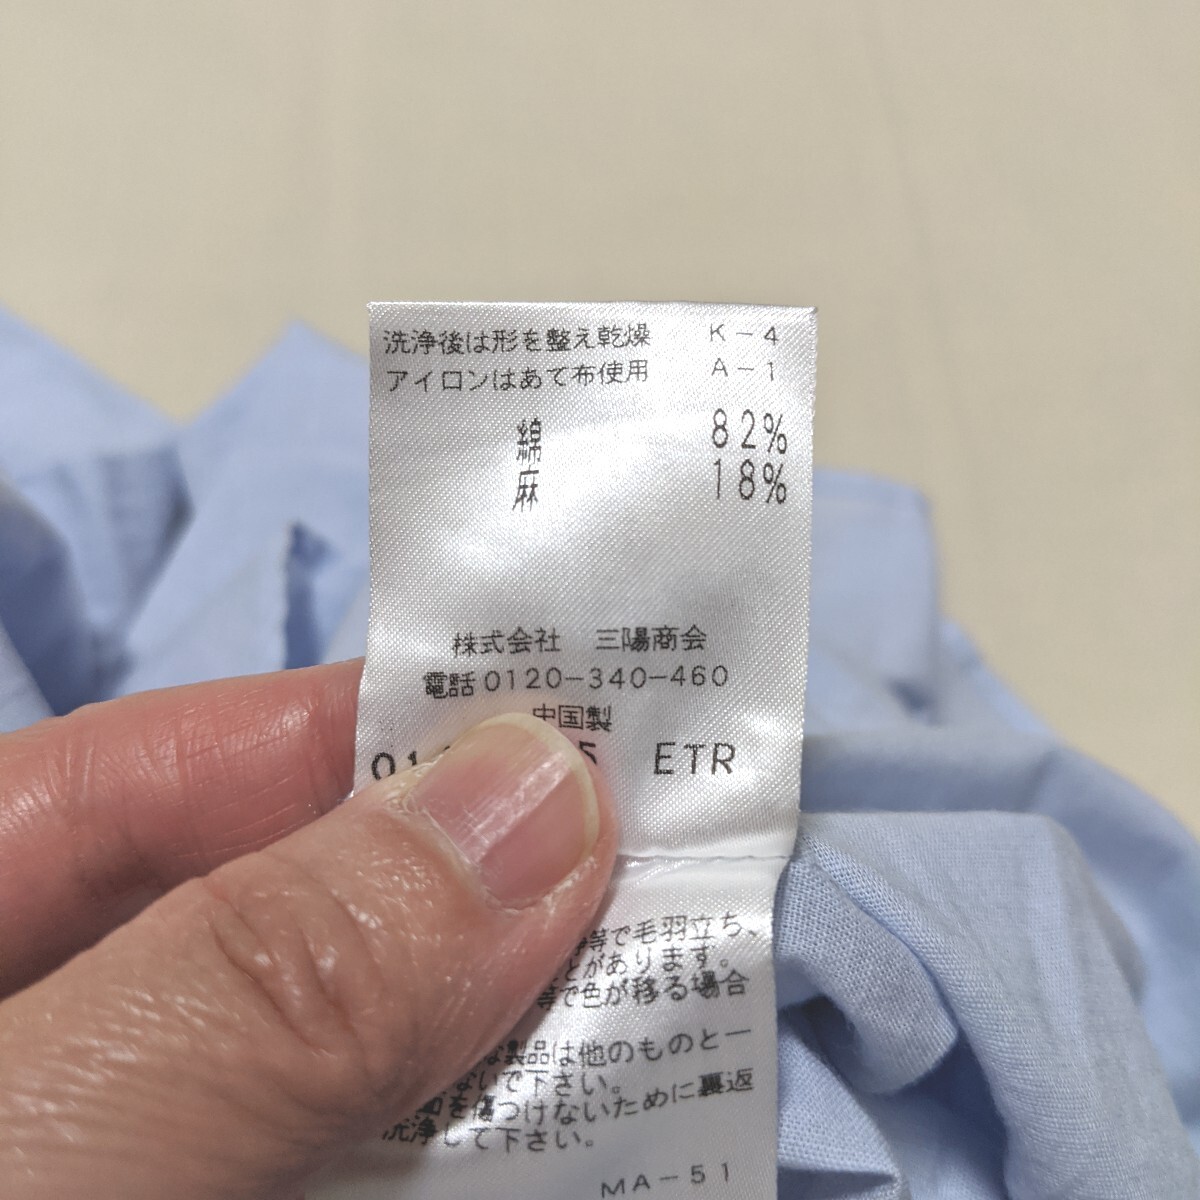 洗浄後は形を整え乾燥 K-4
アイロンはあて布使用 A-1
綿 82%
麻 18%
株式会社 三陽商会
電話0120-340-460
中国製
ETR
等で毛羽立ち、
とがあります。
等で色が移る場合
な製品は他のものと一
ないで下さい。
を傷つけないために裏返
洗浄して下さい。
MA-51